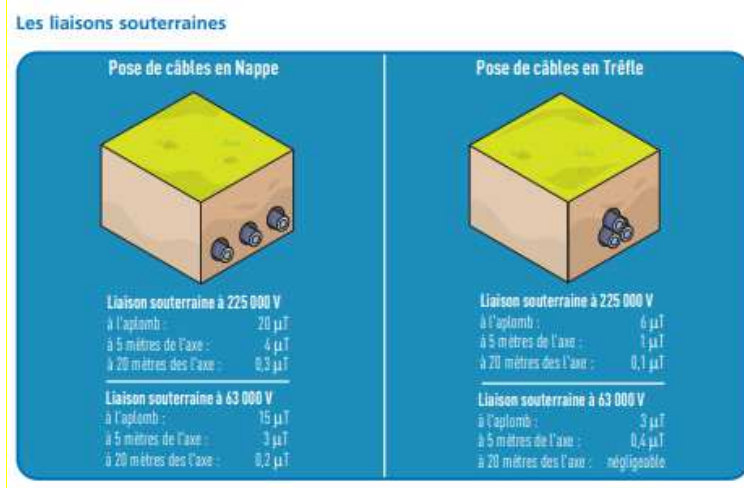 Les liaisons souterraines
Pose de câbles en Nappe
Liaison souterraine à 225 000 V
à l'aplomb : 20 µT
à 5 mètres de l'axe : 4 µT
à 20 mètres des l'axe : 0,3 µT
Liaison souterraine à 63 000 V
à l'aplomb : 15 µT
à 5 mètres de l'axe : 3 µT
à 20 mètres des l'axe : 0,2 µT
Pose de câbles en Trêfle
Liaison souterraine à 225 000 V
à l'aplomb : 6 µT
à 5 mètres de l'axe : 1 µT
à 20 mètres des l'axe : 0,1 µT
Liaison souterraine à 63 000 V
à l'aplomb : 3 µT
à 5 mètres de l'axe : 0,4 µT
à 20 mètres des l'axe : négligeable